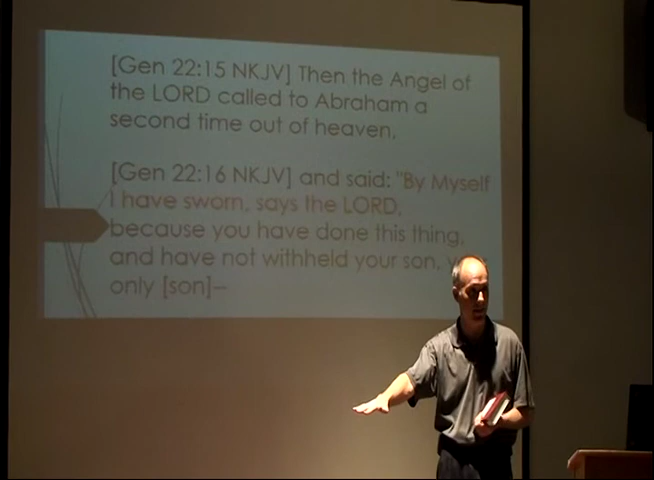 [Gen 22:15 NKJV] Then the Angel of
the LORD called to Abraham a
second time out of heaven,
[Gen 22:16 NKJV] and said: "By Myself
I have sworn, says the LORD,
because you have done this thing,
and have not withheld your son,
only [son]--